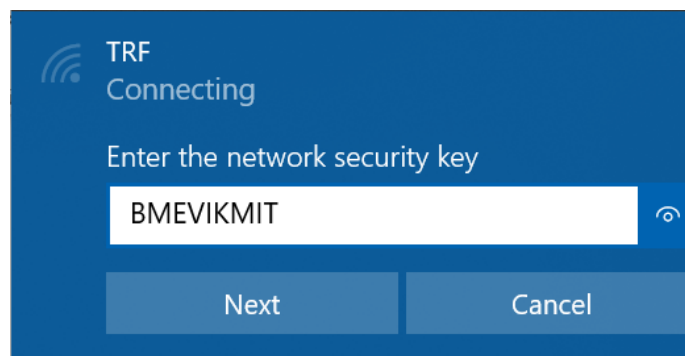 TRF
Connecting
Enter the network security key
BMEVIKMIT
Next Cancel